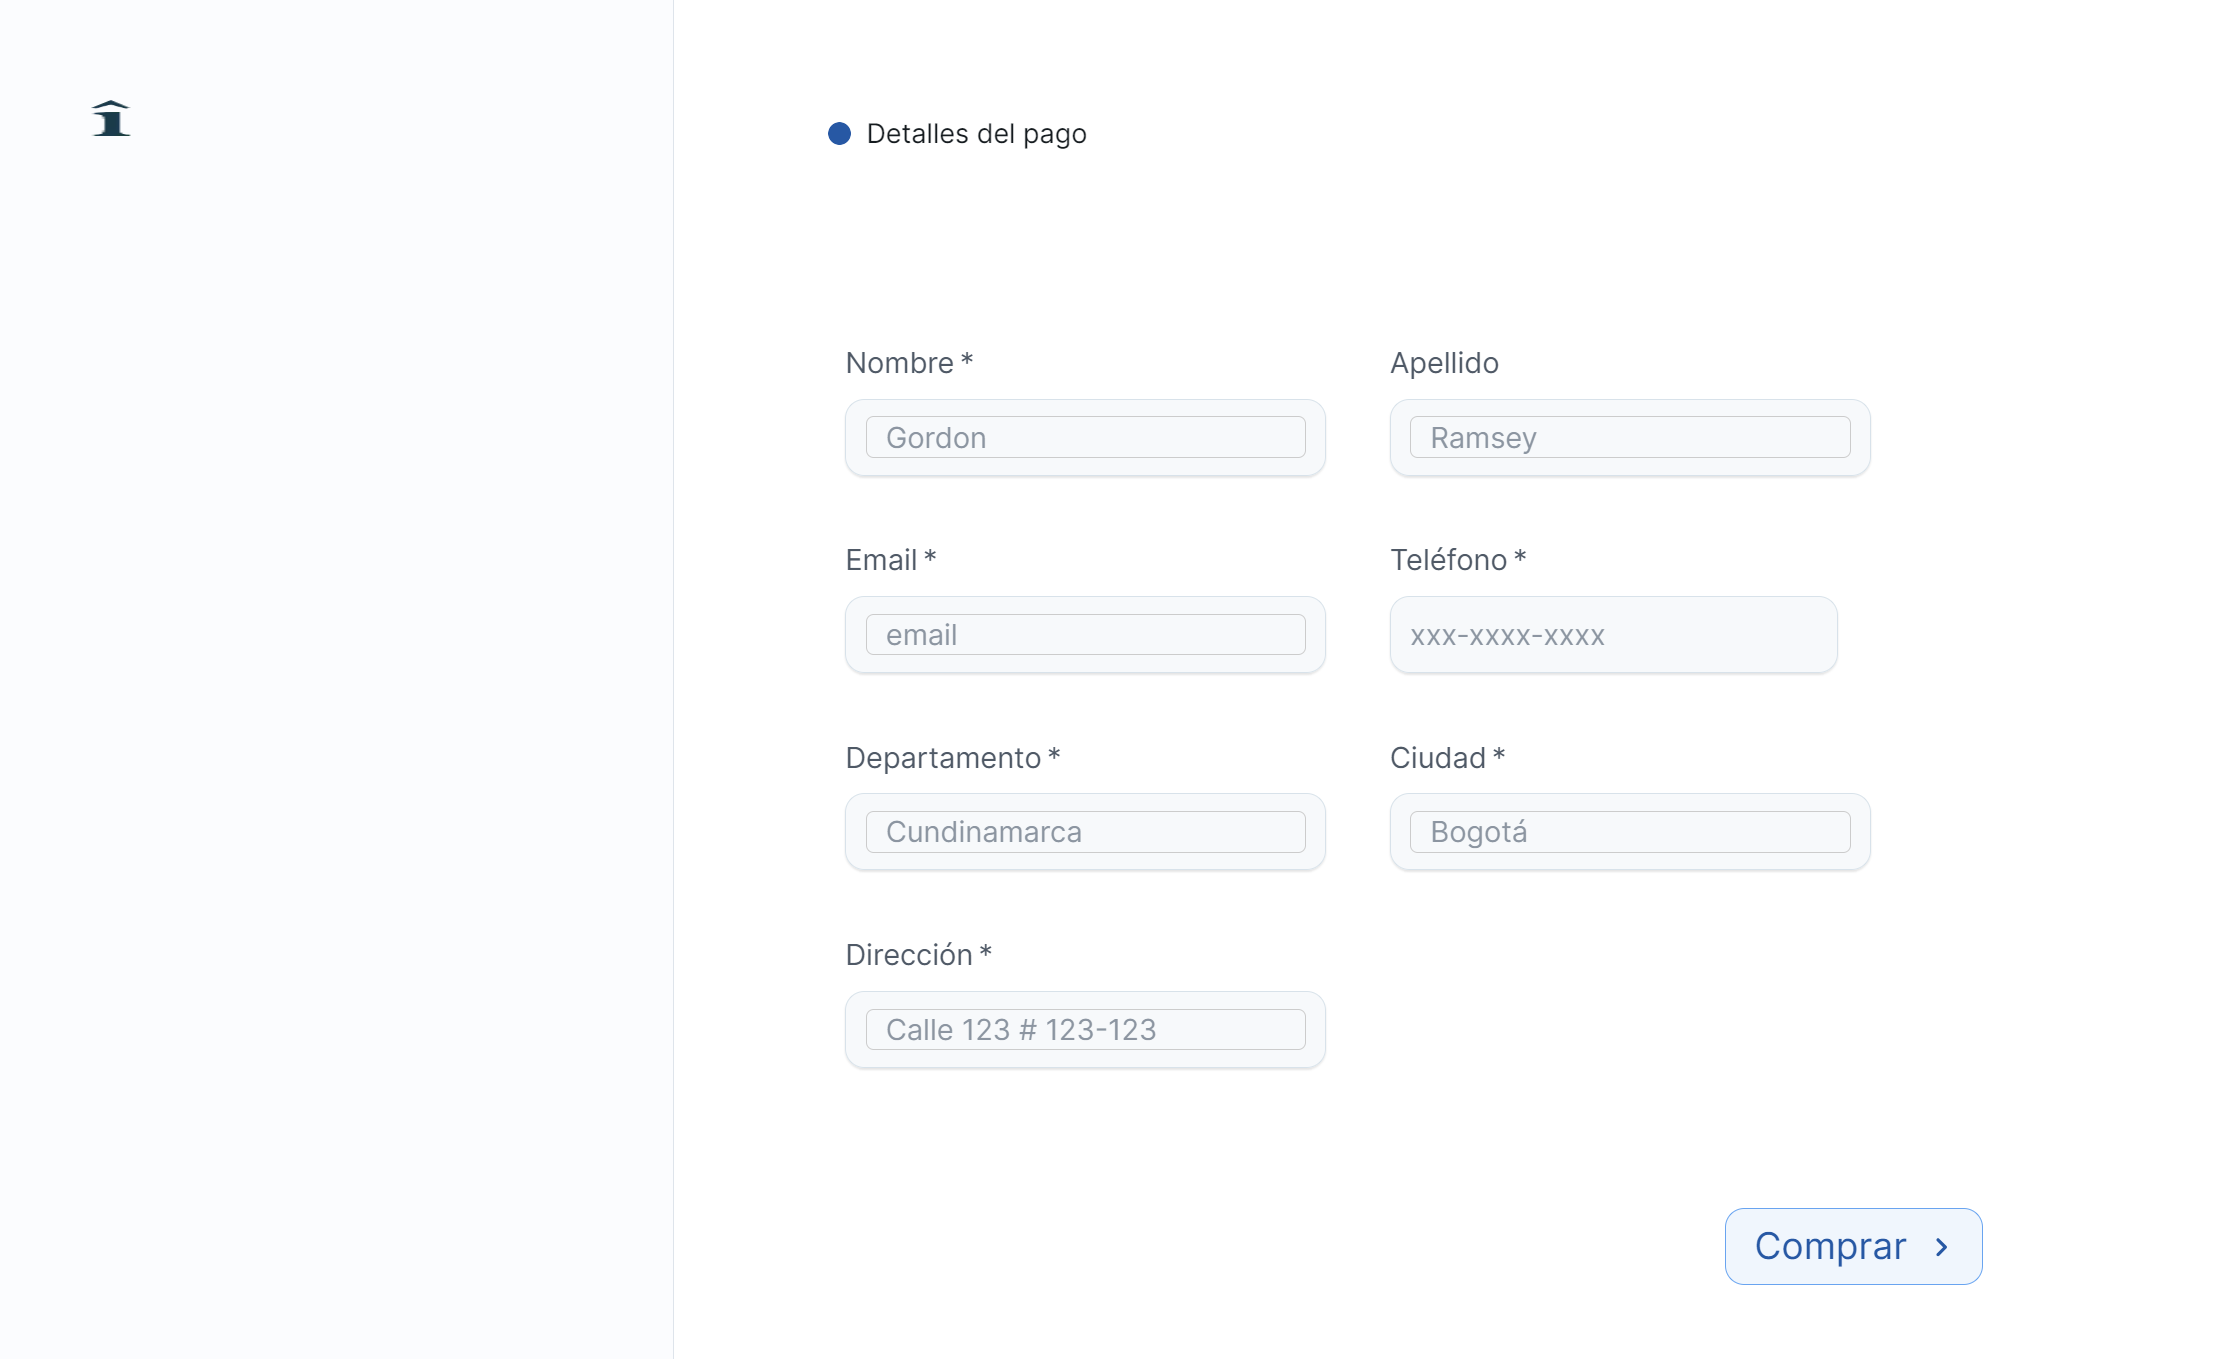 Detalles del pago
Nombre * Apellido
Gordon Ramsey
Email * Teléfono *
email xxx-xxxx-xxxx
Departamento * Ciudad *
Cundinamarca Bogotá
Dirección *
Calle 123 # 123-123
Comprar